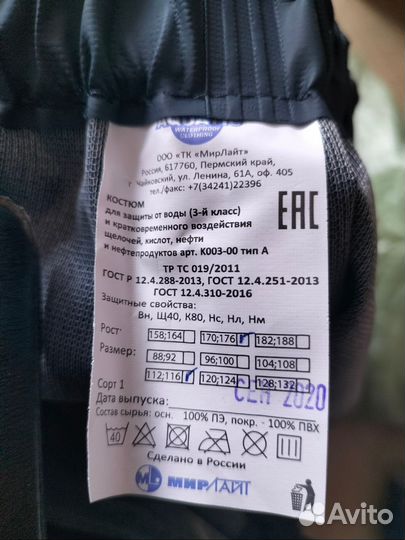 WATERPROOF
CLOTHING
ООО «ТК «МирЛайт»
Россия, 617760, Пермский край,
г Чайковский, ул. Ленина, 61А, оф. 405
тел./факс: +7(34241)22396
КОСТЮМ
для защиты от воды (3-й класс)
и кратковременного воздействия
щелочей, кислот, нефти
и нефтепродуктов арт. К003-00 тип А
EAC
ТР ТС 019/2011
ГОСТ Р 12.4.288-2013, ГОСТ 12.4.251-2013
ГОСТ 12.4.310-2016
Защитные свойства:
Вн, Щ40, К80, Нс, Нл, Нм
Рост: 158;164 170;176 182;188
Размер: 88;92 96;100 104;108
112;116 120;124 128;132
Сорт 1
Дата выпуска: СЕН 2020
Состав сырья: осн. 100% ПЭ, покр. - 100% ПВХ
40
Сделано в России
МИРЛАЙТ
Avito